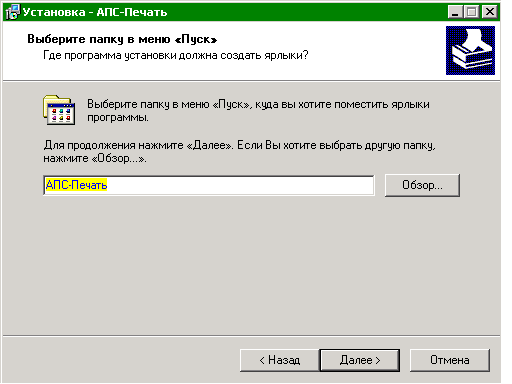 Установка - АПС-Печать
Выберите папку в меню «Пуск»
Где программа установки должна создать ярлыки?
Выберите папку в меню «Пуск», куда вы хотите поместить ярлыки
программы.
Для продолжения нажмите «Далее». Если Вы хотите выбрать другую папку,
нажмите «Обзор...».
АПС-Печать
Обзор...
< Назад
Далее >
Отмена